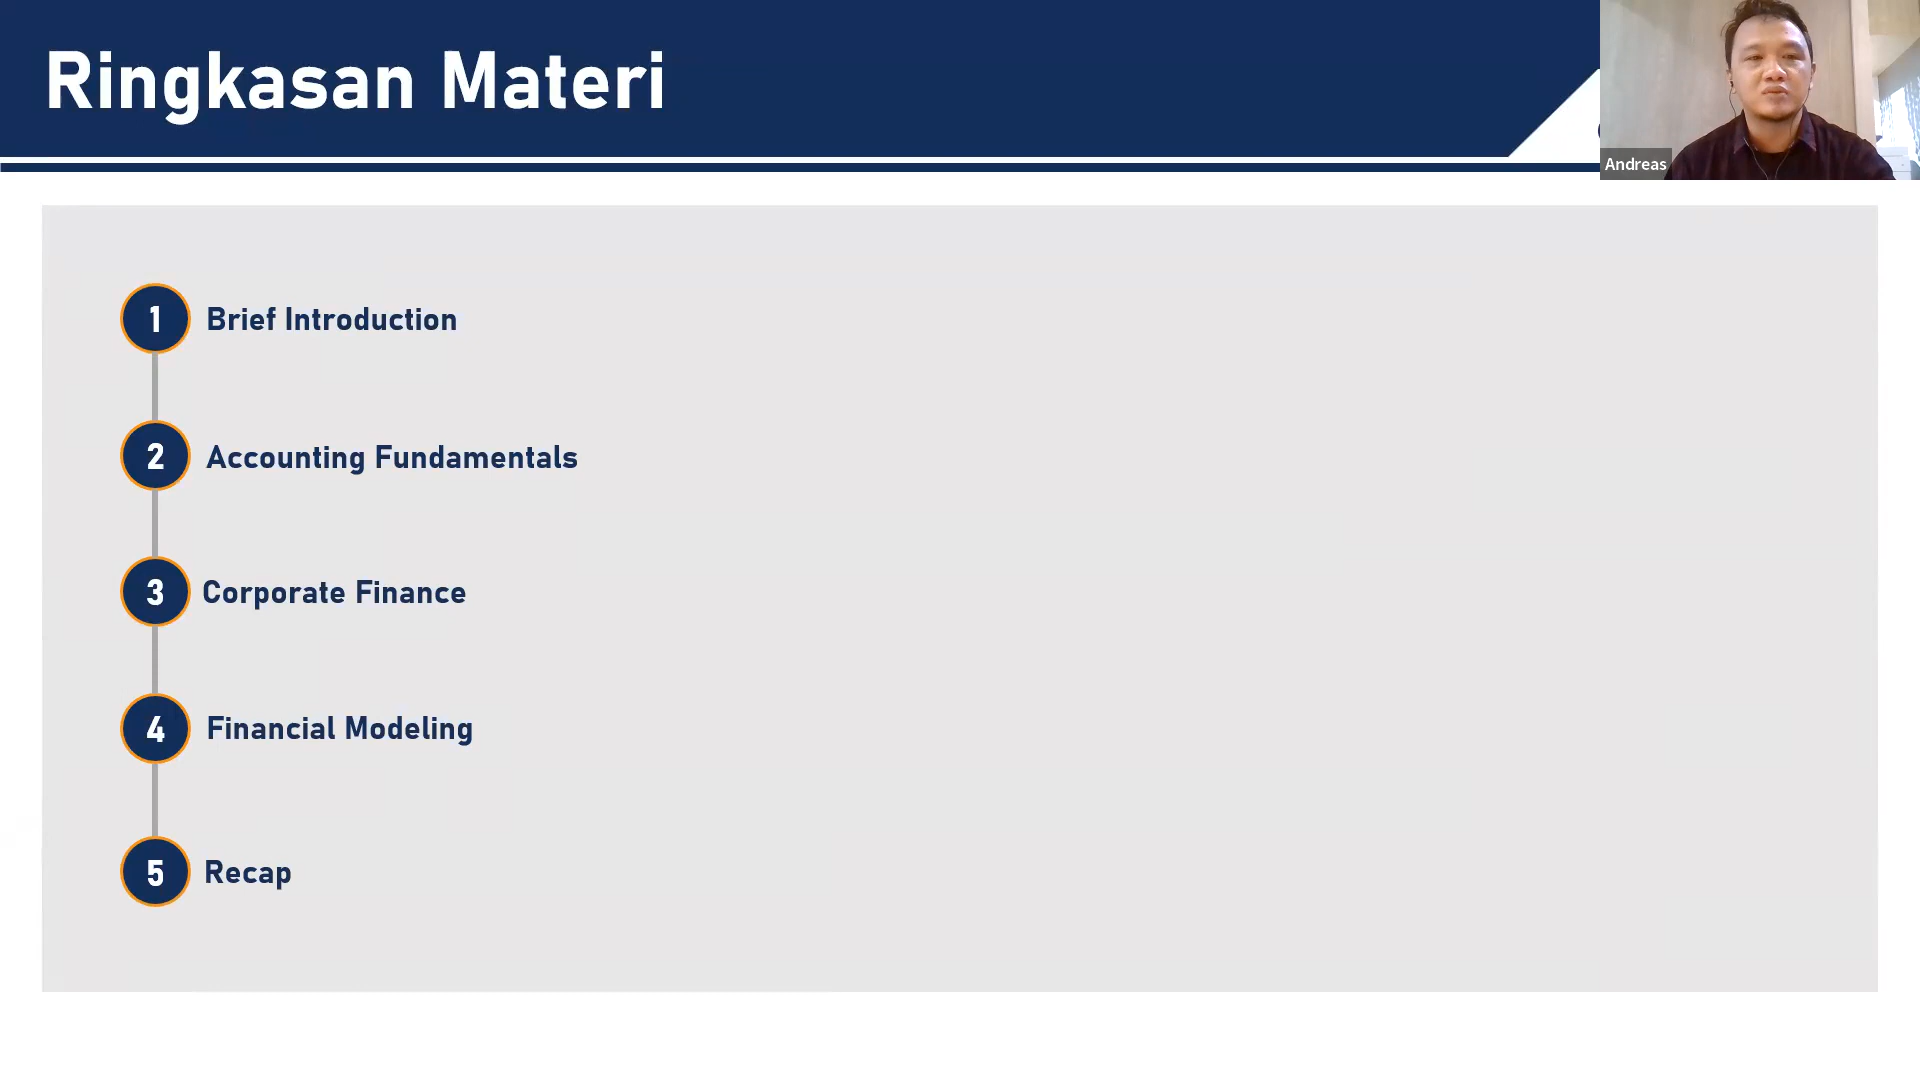 Ringkasan Materi
Andreas
1 Brief Introduction
2 Accounting Fundamentals
3 Corporate Finance
4 Financial Modeling
5 Recap